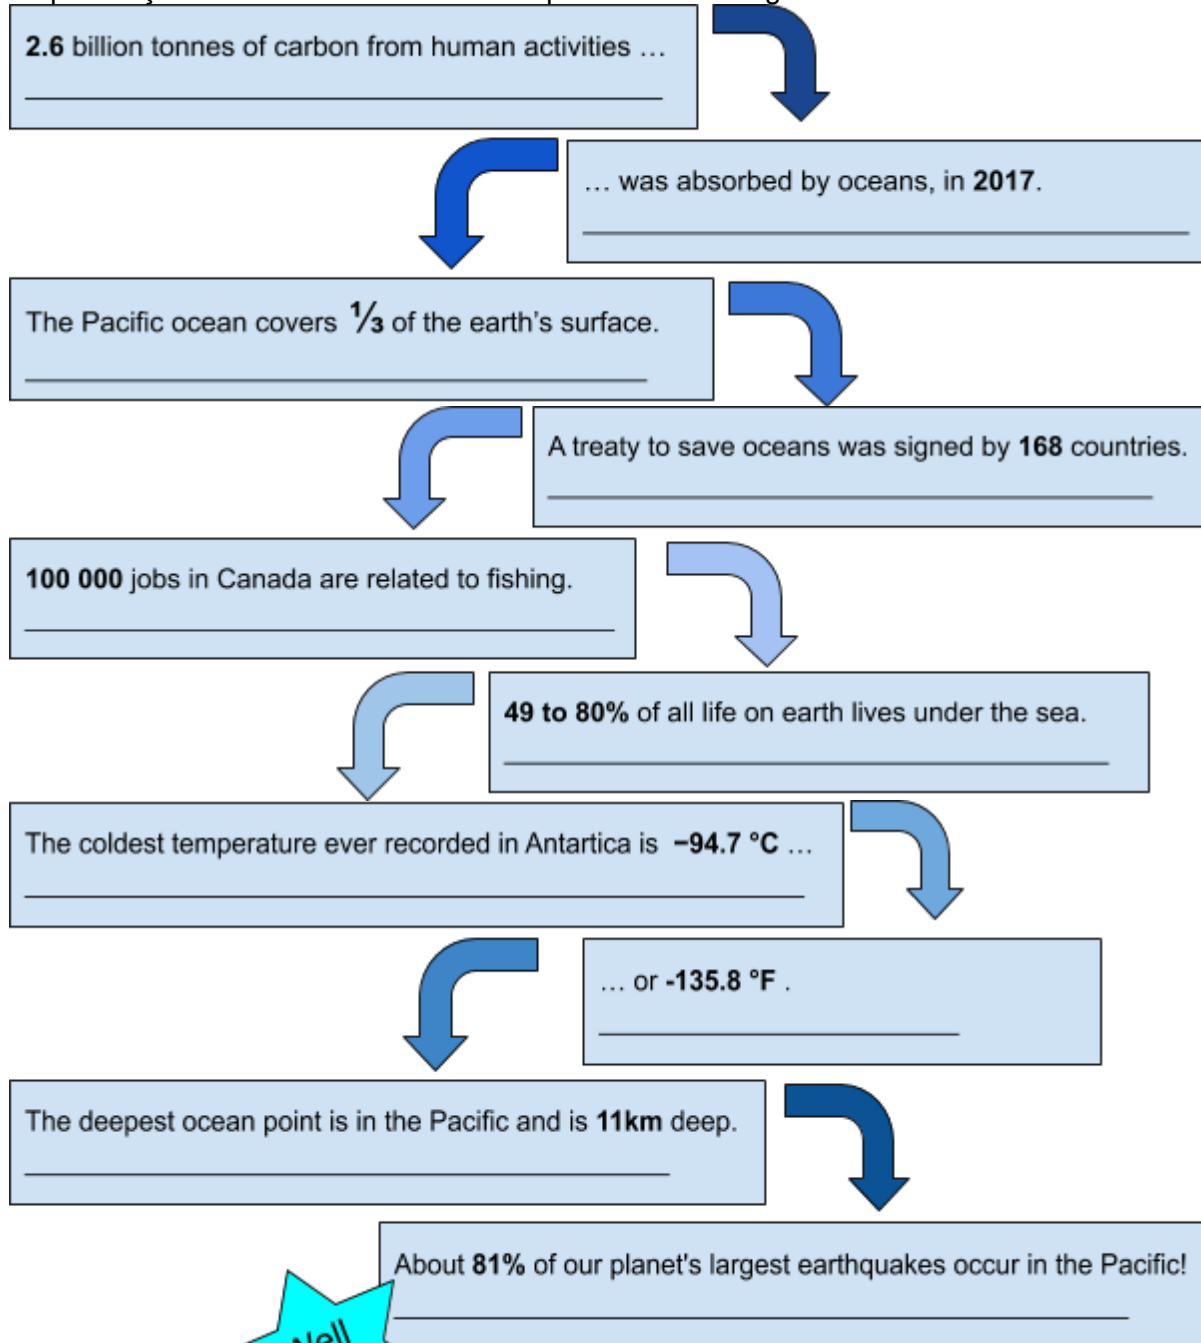 2.6 billion tonnes of carbon from human activities …
… was absorbed by oceans, in 2017.
The Pacific ocean covers ⅓ of the earth's surface.
A treaty to save oceans was signed by 168 countries.
100 000 jobs in Canada are related to fishing.
49 to 80% of all life on earth lives under the sea.
The coldest temperature ever recorded in Antartica is −94.7 °C …
… or -135.8 °F .
The deepest ocean point is in the Pacific and is 11km deep.
About 81% of our planet's largest earthquakes occur in the Pacific!